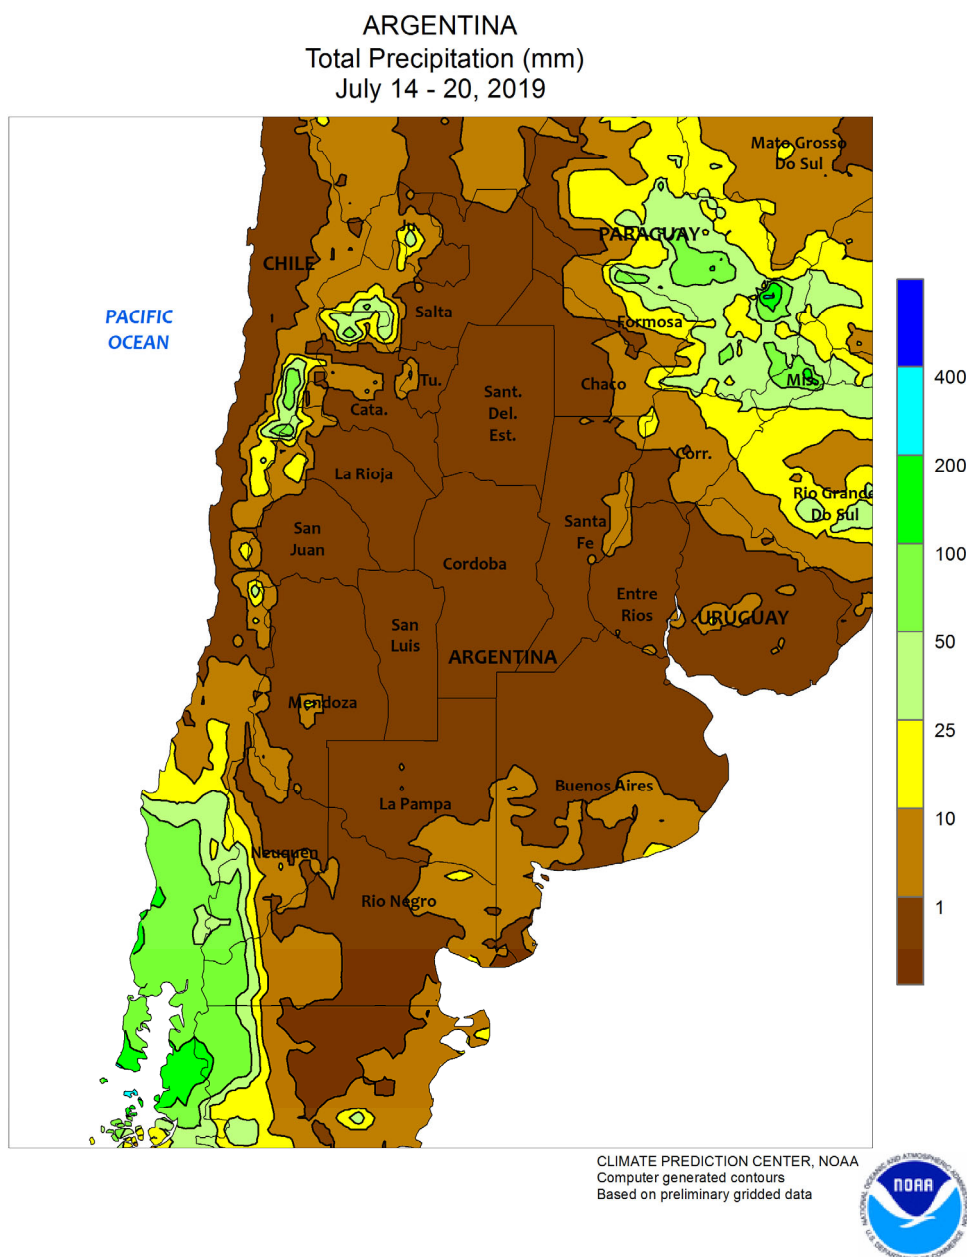 ARGENTINA
Total Precipitation (mm)
July 14 - 20, 2019
Mato Grosso
Do Sul
Ju.
PARAGUAY
CHILE
PACIFIC
OCEAN
Salta
Formosa
Tu.
Chaco
Mis.
Cata.
Sant.
Del.
Est.
Corr.
La Rioja
Rio Grande
Do Sul
San
Juan
Santa
Fe
Cordoba
Entre
Rios
San
Luis
URUGUAY
ARGENTINA
Mendoza
Buenos Aires
La Pampa
Neuquen
Rio Negro
400
200
100
50
25
10
1
CLIMATE PREDICTION CENTER, NOAA
Computer generated contours
Based on preliminary gridded data
NOAA